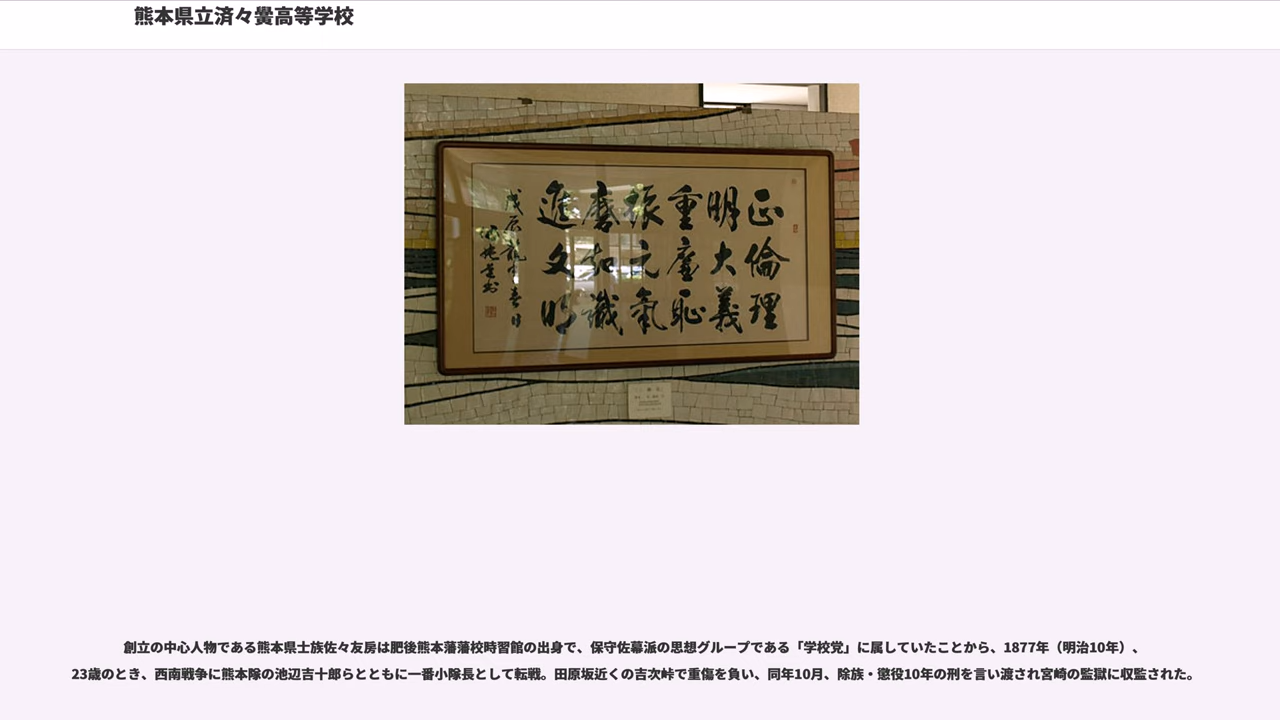 熊本県立済々黌高等学校
正倫理
明大義
重廉恥
振元氣
磨知識
進文明
創立の中心人物である熊本県士族佐々友房は肥後熊本藩藩校時習館の出身で、保守佐幕派の思想グループである「学校党」に属していたことから、1877年（明治10年）、
23歳のとき、西南戦争に熊本隊の池辺吉十郎らとともに一番小隊長として転戦。田原坂近くの吉次峠で重傷を負い、同年10月、除族・懲役10年の刑を言い渡され宮崎の監獄に収監された。